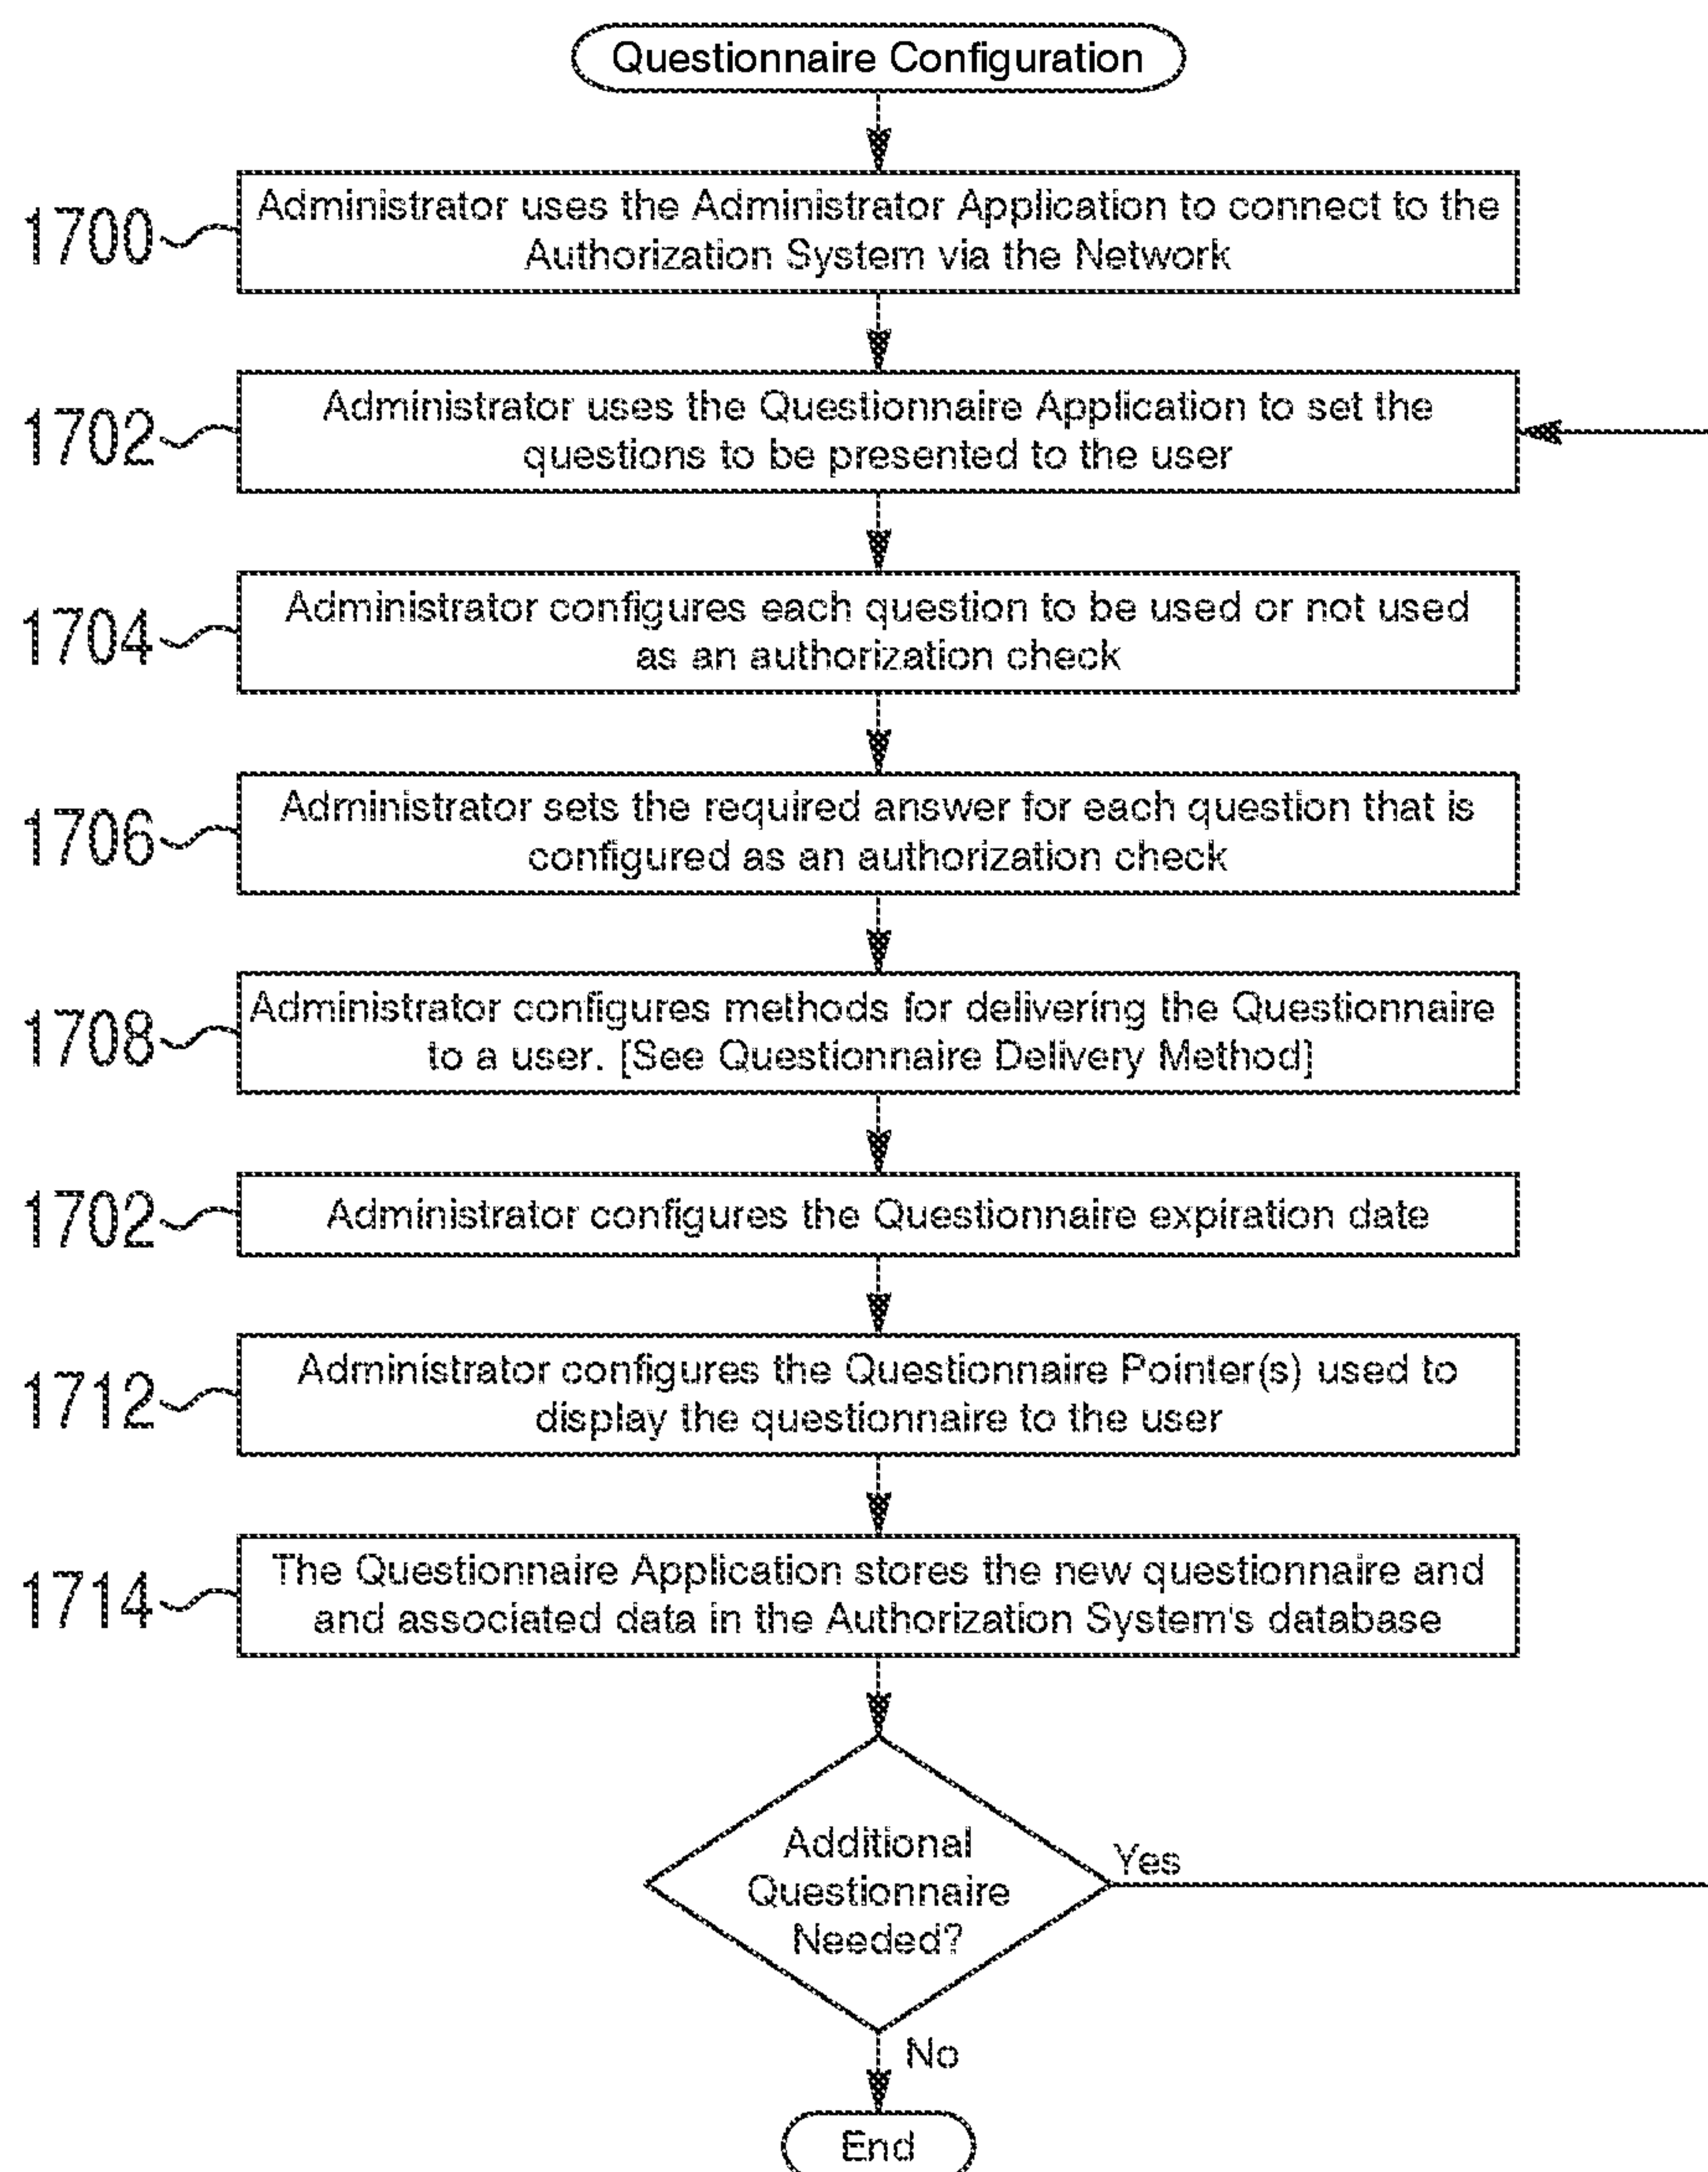 Questionnaire Configuration
1700
Administrator uses the Administrator Application to connect to the
Authorization System via the Network
1702
Administrator uses the Questionnaire Application to set the
questions to be presented to the user
1704
Administrator configures each question to be used or not used
as an authorization check
1706
Administrator sets the required answer for each question that is
configured as an authorization check
1708
Administrator configures methods for delivering the Questionnaire
to a user. [See Questionnaire Delivery Method]
1702
Administrator configures the Questionnaire expiration date
1712
Administrator configures the Questionnaire Pointer(s) used to
display the questionnaire to the user
1714
The Questionnaire Application stores the new questionnaire and
and associated data in the Authorization System's database
Additional
Questionnaire
Needed?
Yes
No
End